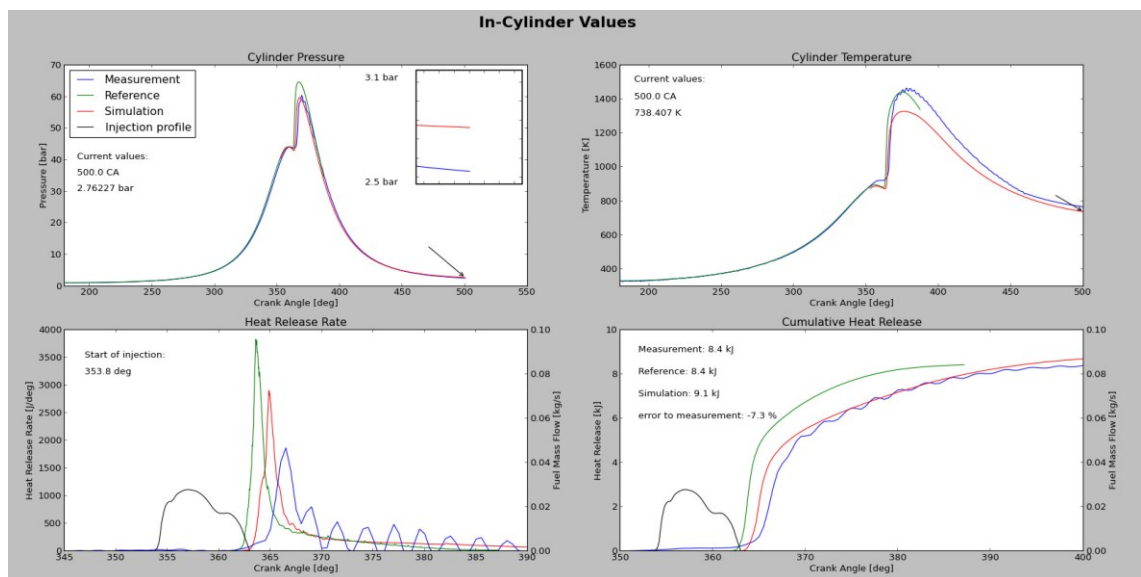 In-Cylinder Values
Cylinder Pressure
Measurement
Reference
Simulation
Injection profile
Current values:
500.0 CA
2.76227 bar
3.1 bar
2.5 bar
70
60
50
40
30
20
10
0
Pressure [bar]
200
250
300
350
400
450
500
550
Crank Angle [deg]
Cylinder Temperature
Current values:
500.0 CA
738.407 K
1600
1400
1200
1000
800
600
400
Temperature [K]
200
250
300
350
400
450
500
Crank Angle [deg]
Heat Release Rate
Start of injection:
353.8 deg
4000
3500
3000
2500
2000
1500
1000
500
0
Heat Release Rate [J/deg]
0.10
0.08
0.06
0.04
0.02
0.00
Fuel Mass Flow [kg/s]
345
350
355
360
365
370
375
380
385
390
Crank Angle [deg]
Cumulative Heat Release
Measurement: 8.4 kJ
Reference: 8.4 kJ
Simulation: 9.1 kJ
error to measurement: -7.3 %
10
8
6
4
2
0
Heat Release [kJ]
0.10
0.08
0.06
0.04
0.02
0.00
Fuel Mass Flow [kg/s]
350
360
370
380
390
400
Crank Angle [deg]